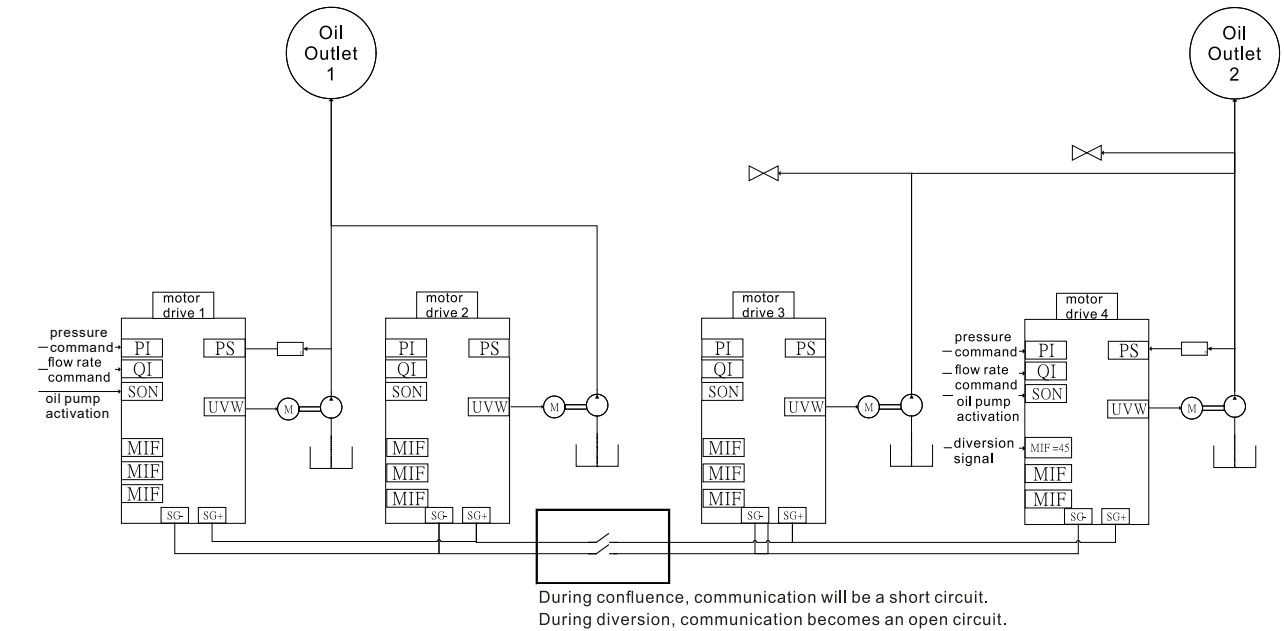 Oil
Outlet
1
Oil
Outlet
2
motor
drive 1
pressure
command
flow rate
command
oil pump
activation
PI
QI
SON
PS
UVW
M
MIF
MIF
MIF
SG-
SG+
motor
drive 2
PI
QI
SON
PS
UVW
M
MIF
MIF
MIF
SG-
SG+
motor
drive 3
PI
QI
SON
PS
UVW
M
MIF
MIF
MIF
SG-
SG+
motor
drive 4
pressure
command
flow rate
command
oil pump
activation
diversion
signal
PI
QI
SON
PS
UVW
M
MIF=45
MIF
MIF
SG-
SG+
During confluence, communication will be a short circuit.
During diversion, communication becomes an open circuit.